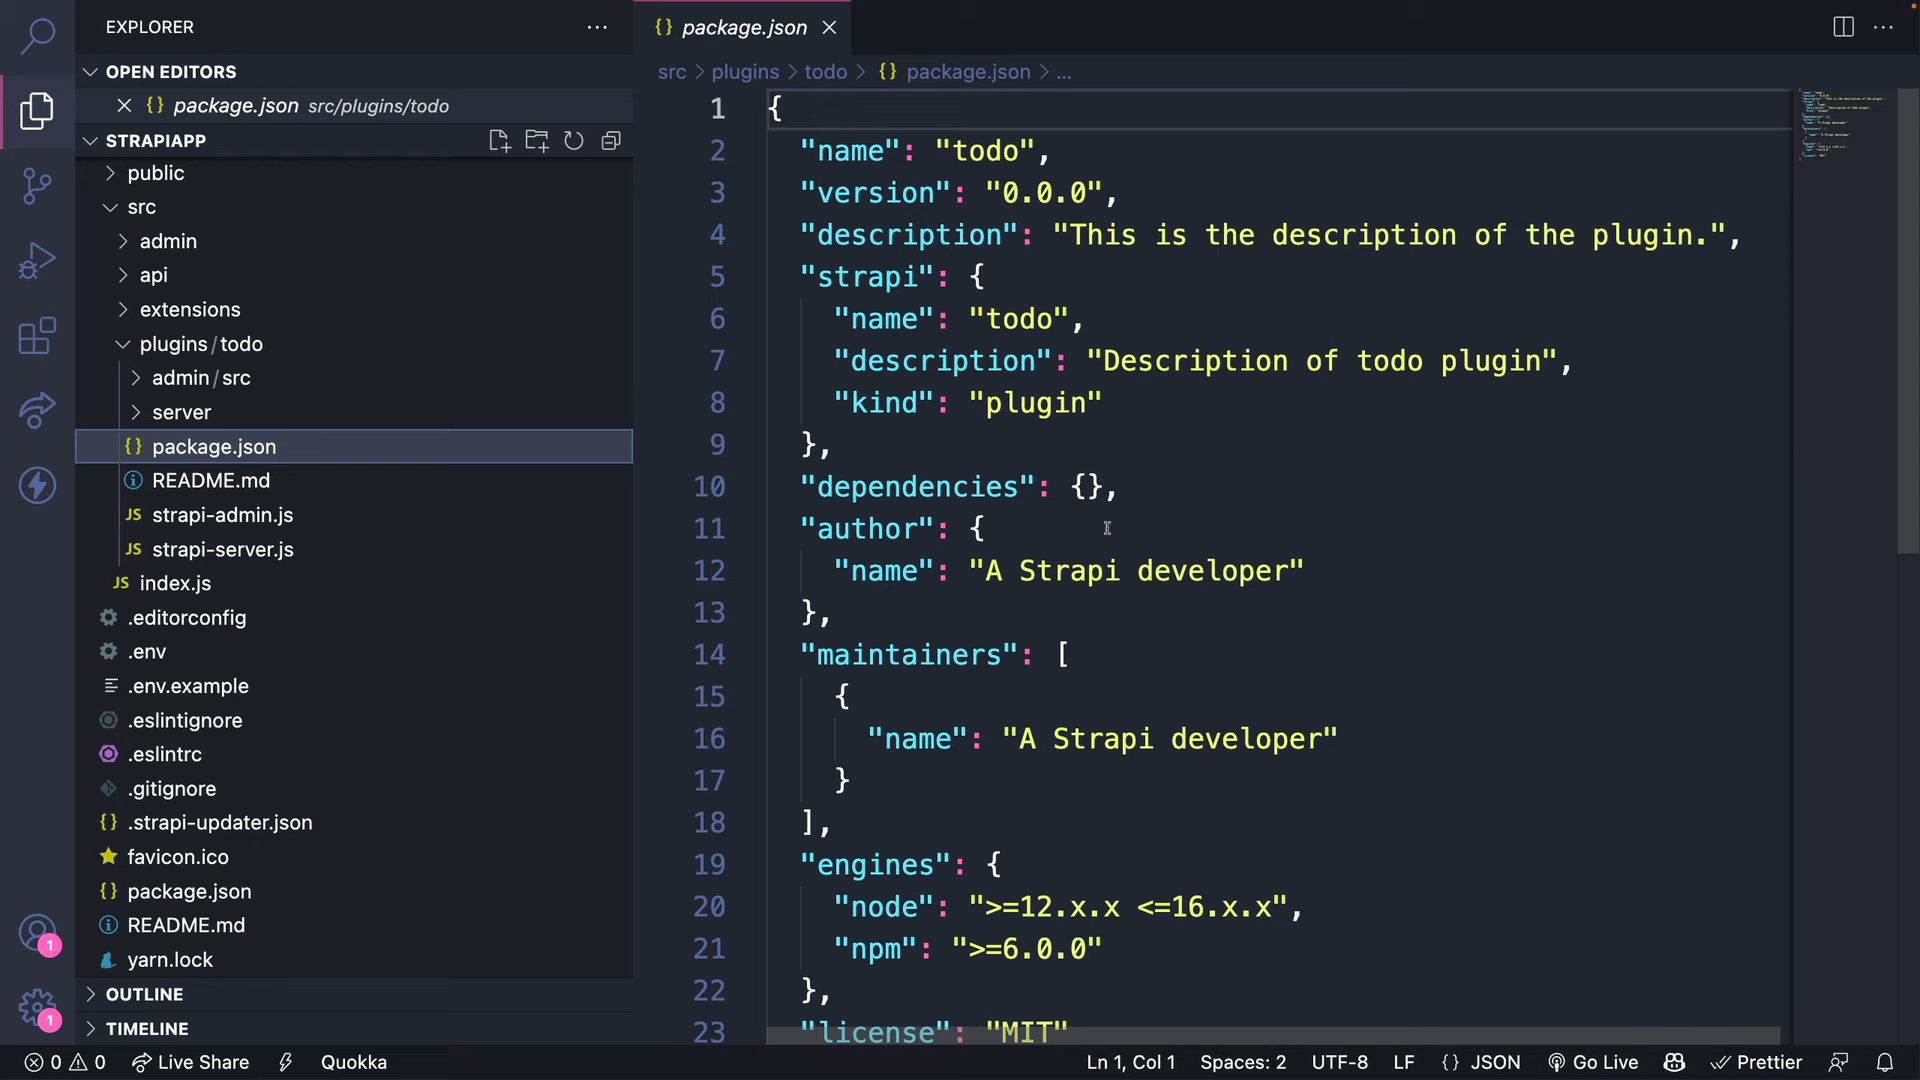 EXPLORER
OPEN EDITORS
package.json src/plugins/todo
STRAPIAPP
public
src
admin
api
extensions
plugins/todo
admin/src
server
{} package.json
README.md
JS strapi-admin.js
JS strapi-server.js
JS index.js
.editorconfig
.env
.env.example
.eslintignore
.eslintrc
.gitignore
{} .strapi-updater.json
favicon.ico
{} package.json
README.md
yarn.lock
OUTLINE
TIMELINE
1
1
{} package.json
src > plugins > todo > {} package.json > ...
1 {
2 "name": "todo",
3 "version": "0.0.0",
4 "description": "This is the description of the plugin.",
5 "strapi": {
6 "name": "todo",
7 "description": "Description of todo plugin",
8 "kind": "plugin"
9 },
10 "dependencies": {},
11 "author": {
12 "name": "A Strapi developer"
13 },
14 "maintainers": [
15 {
16 "name": "A Strapi developer"
17 }
18 ],
19 "engines": {
20 "node": ">=12.x.x <=16.x.x",
21 "npm": ">=6.0.0"
22 },
23 "license": "MIT"
0 0 Live Share Quokka Ln 1, Col 1 Spaces: 2 UTF-8 LF {} JSON Go Live Prettier